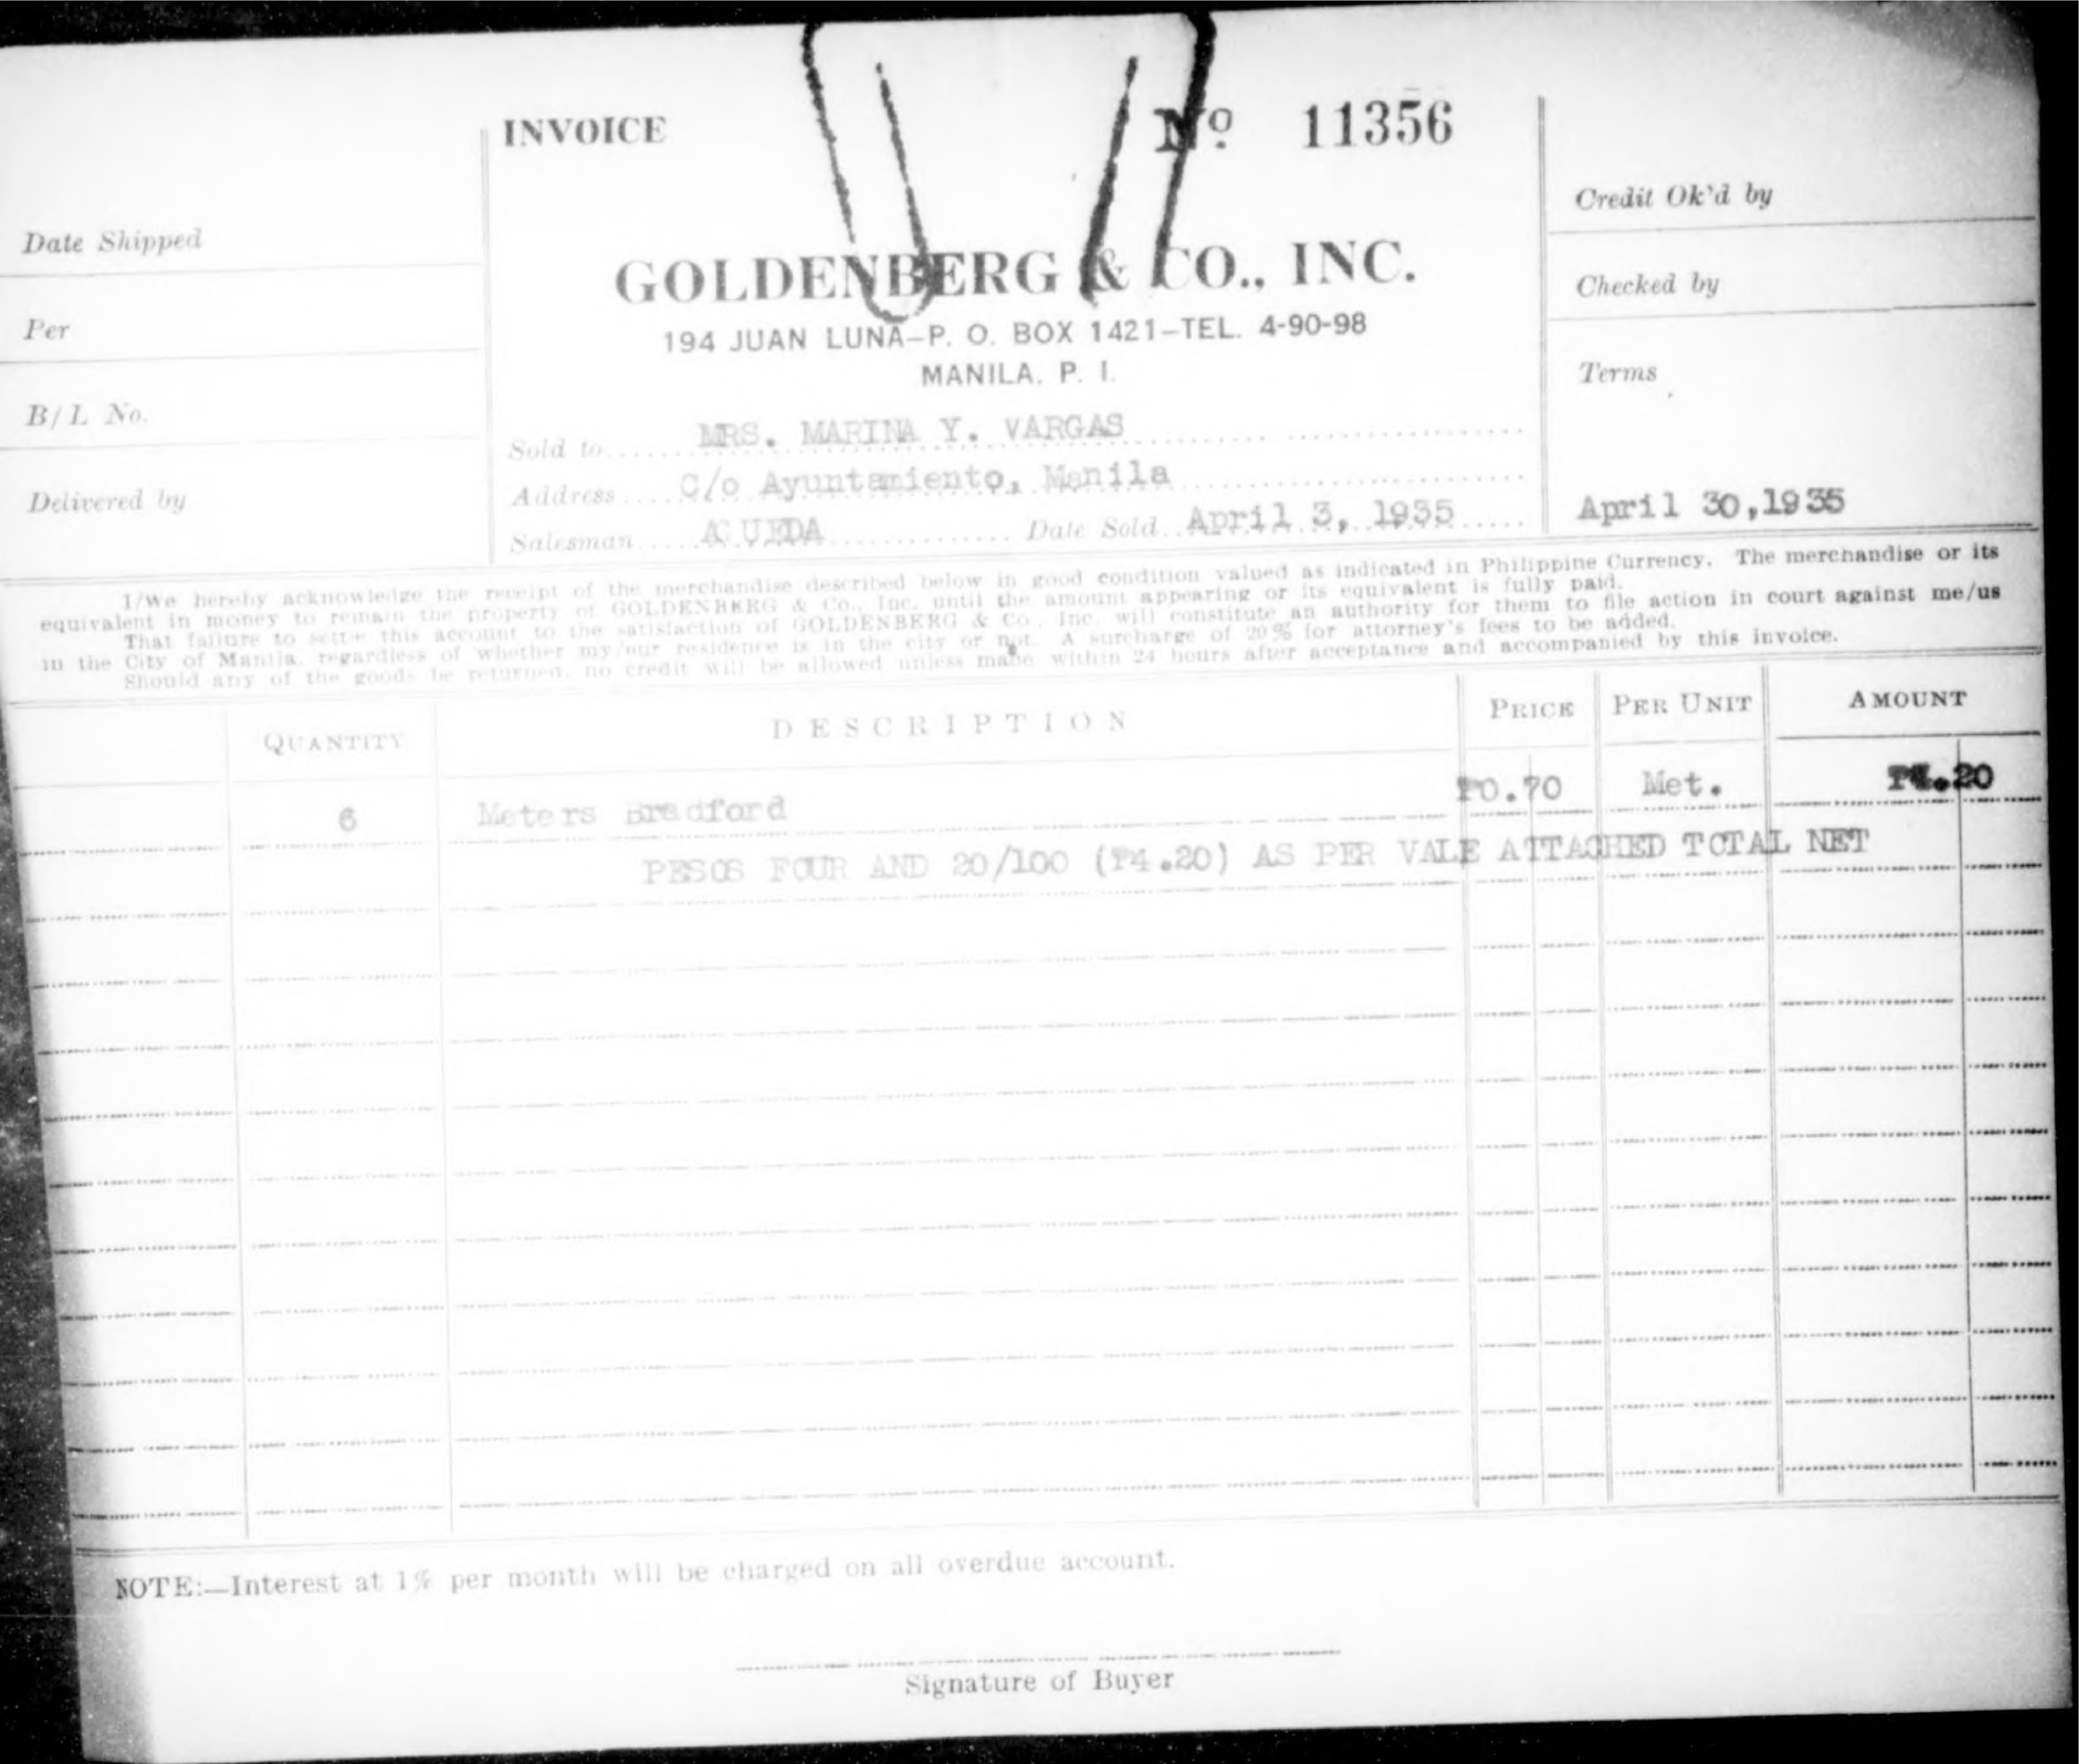 INVOICE
Nº 11356
Date Shipped
Per
B/L No.
Delivered by
GOLDENBERG & CO., INC.
194 JUAN LUNA—P. O. BOX 1421—TEL. 4-90-98
MANILA. P. I.
Sold to MRS. MARINA Y. VARGAS
Address C/o Ayuntamiento, Manila
Salesman AGUEDA Date Sold April 3, 1935
Credit Ok'd by
Checked by
Terms
April 30,1935
I/We hereby acknowledge the receipt of the merchandise described below in good condition valued as indicated in Philippine Currency. The merchandise or its
equivalent in money to remain the property of GOLDENBERG & Co., Inc. until the amount appearing or its equivalent is fully paid.
That failure to settle this account to the satisfaction of GOLDENBERG & Co., Inc. will constitute an authority for them to file action in court against me/us
in the City of Manila, regardless of whether my/our residence is in the city or not. A surcharge of 20% for attorney's fees to be added.
Should any of the goods be returned, no credit will be allowed unless made within 24 hours after acceptance and accompanied by this invoice.
QUANTITY DESCRIPTION PRICE PER UNIT AMOUNT
6 Meters Bradford ₱0.70 Met. ₱4.20
PESOS FOUR AND 20/100 (₱4.20) AS PER VALE ATTACHED TOTAL NET
NOTE:—Interest at 1% per month will be charged on all overdue account.
Signature of Buyer